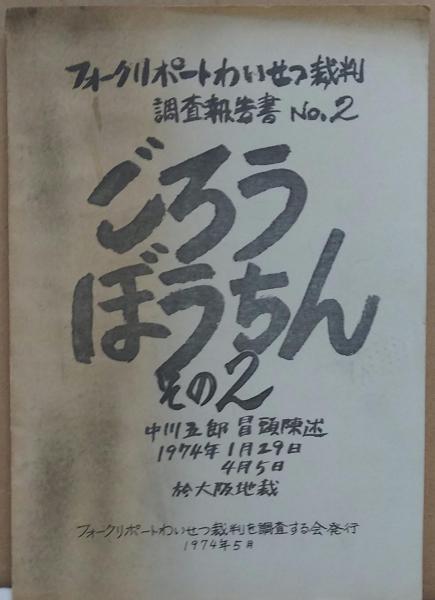 フォークリポートわいせつ裁判
調査報告書 No.2
ごろう
ぼうちん
その2
中川五郎 冒頭陳述
1974年1月29日
4月5日
於大阪地裁
フォークリポートわいせつ裁判を調査する会発行
1974年5月